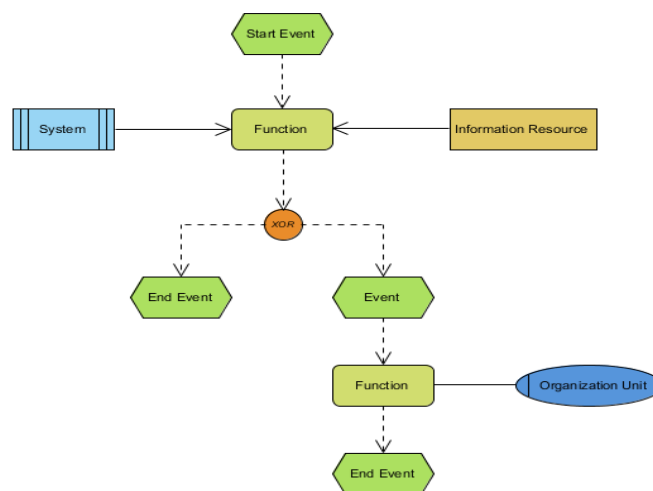 Start Event
System
Function
Information Resource
XOR
End Event
Event
Function
Organization Unit
End Event